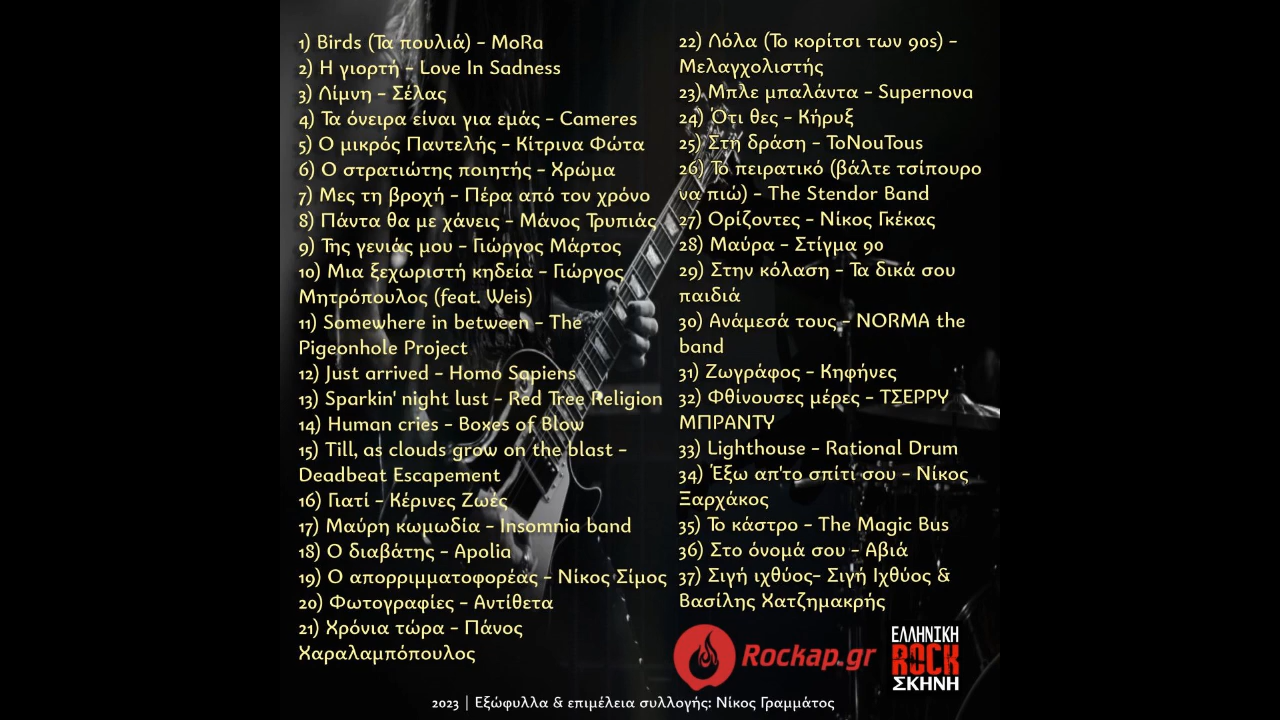 1) Birds (Τα πουλιά) - MoRa
2) Η γιορτή - Love In Sadness
3) Λίμνη - Σέλας
4) Τα όνειρα είναι για εμάς - Cameres
5) Ο μικρός Παντελής - Κίτρινα Φώτα
6) Ο στρατιώτης ποιητής - Χρώμα
7) Μες τη βροχή - Πέρα από τον χρόνο
8) Πάντα θα με χάνεις - Μάνος Τρυπιάς
9) Της γενιάς μου - Γιώργος Μάρτος
10) Μια ξεχωριστή κηδεία - Γιώργος
Μητρόπουλος (feat. Weis)
11) Somewhere in between - The
Pigeonhole Project
12) Just arrived - Homo Sapiens
13) Sparkin' night lust - Red Tree Religion
14) Human cries - Boxes of Blow
15) Till, as clouds grow on the blast -
Deadbeat Escapement
16) Γιατί - Κέρινες Ζωές
17) Μαύρη κωμωδία - Insomnia band
18) Ο διαβάτης - Apolia
19) Ο απορριμματοφορέας - Νίκος Σίμος
20) Φωτογραφίες - Αντίθετα
21) Χρόνια τώρα - Πάνος
Χαραλαμπόπουλος
22) Λόλα (Το κορίτσι των 90s) -
Μελαγχολιστής
23) Μπλε μπαλάντα - Supernova
24) Ότι θες - Κήρυξ
25) Στη δράση - ToNouTous
26) Το πειρατικό (βάλτε τσίπουρο
να πιώ) - The Stendor Band
27) Ορίζοντες - Νίκος Γκέκας
28) Μαύρα - Στίγμα 90
29) Στην κόλαση - Τα δικά σου
παιδιά
30) Ανάμεσά τους - NORMA the
band
31) Ζωγράφος - Κηφήνες
32) Φθίνουσες μέρες - ΤΣΕΡΡΥ
ΜΠΡΑΝΤΥ
33) Lighthouse - Rational Drum
34) Έξω απ'το σπίτι σου - Νίκος
Ξαρχάκος
35) Το κάστρο - The Magic Bus
36) Στο όνομά σου - Αβιά
37) Σιγή ιχθύος- Σιγή Ιχθύος &
Βασίλης Χατζημακρής
Rockap.gr
ΕΛΛΗΝΙΚΗ
ROCK
ΣΚΗΝΗ
2023 | Εξώφυλλα & επιμέλεια συλλογής: Νίκος Γραμμάτος